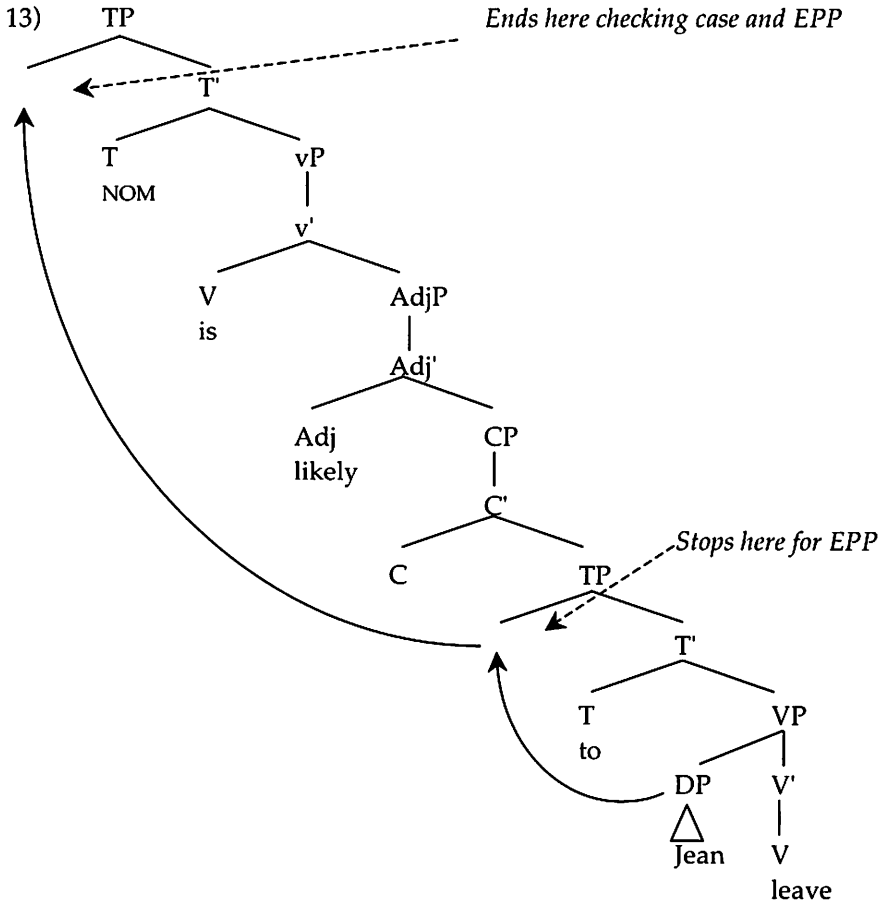 13) TP Ends here checking case and EPP
T'
T vP
NOM
v'
V AdjP
is
Adj'
Adj CP
likely
C'
Stops here for EPP
C TP
T'
T VP
to
DP V'
Jean V
leave